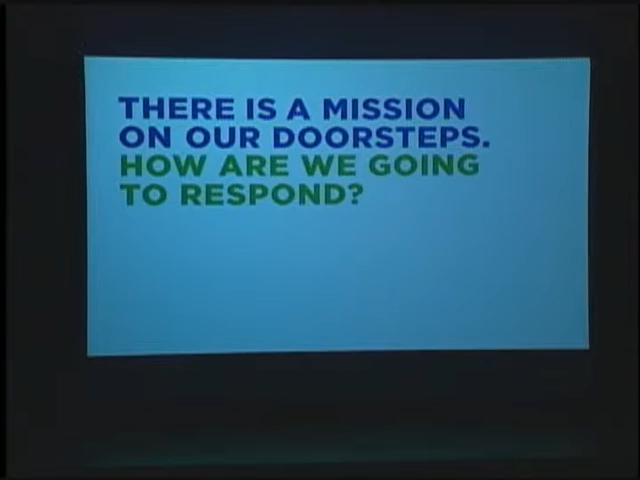 THERE IS A MISSION
ON OUR DOORSTEPS.
HOW ARE WE GOING
TO RESPOND?